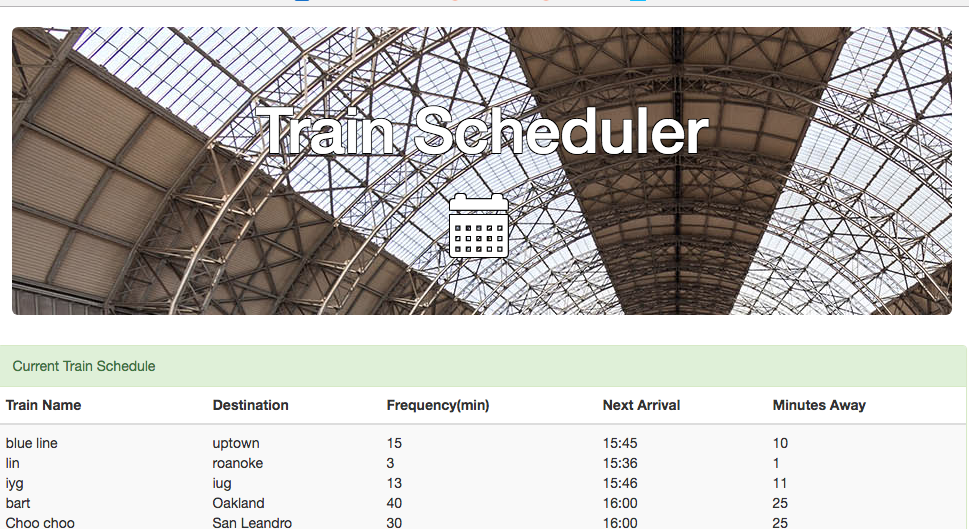 Train Scheduler
Current Train Schedule
Train Name Destination Frequency(min) Next Arrival Minutes Away
blue line uptown 15 15:45 10
lin roanoke 3 15:36 1
iyg iug 13 15:46 11
bart Oakland 40 16:00 25
Choo choo San Leandro 30 16:00 25